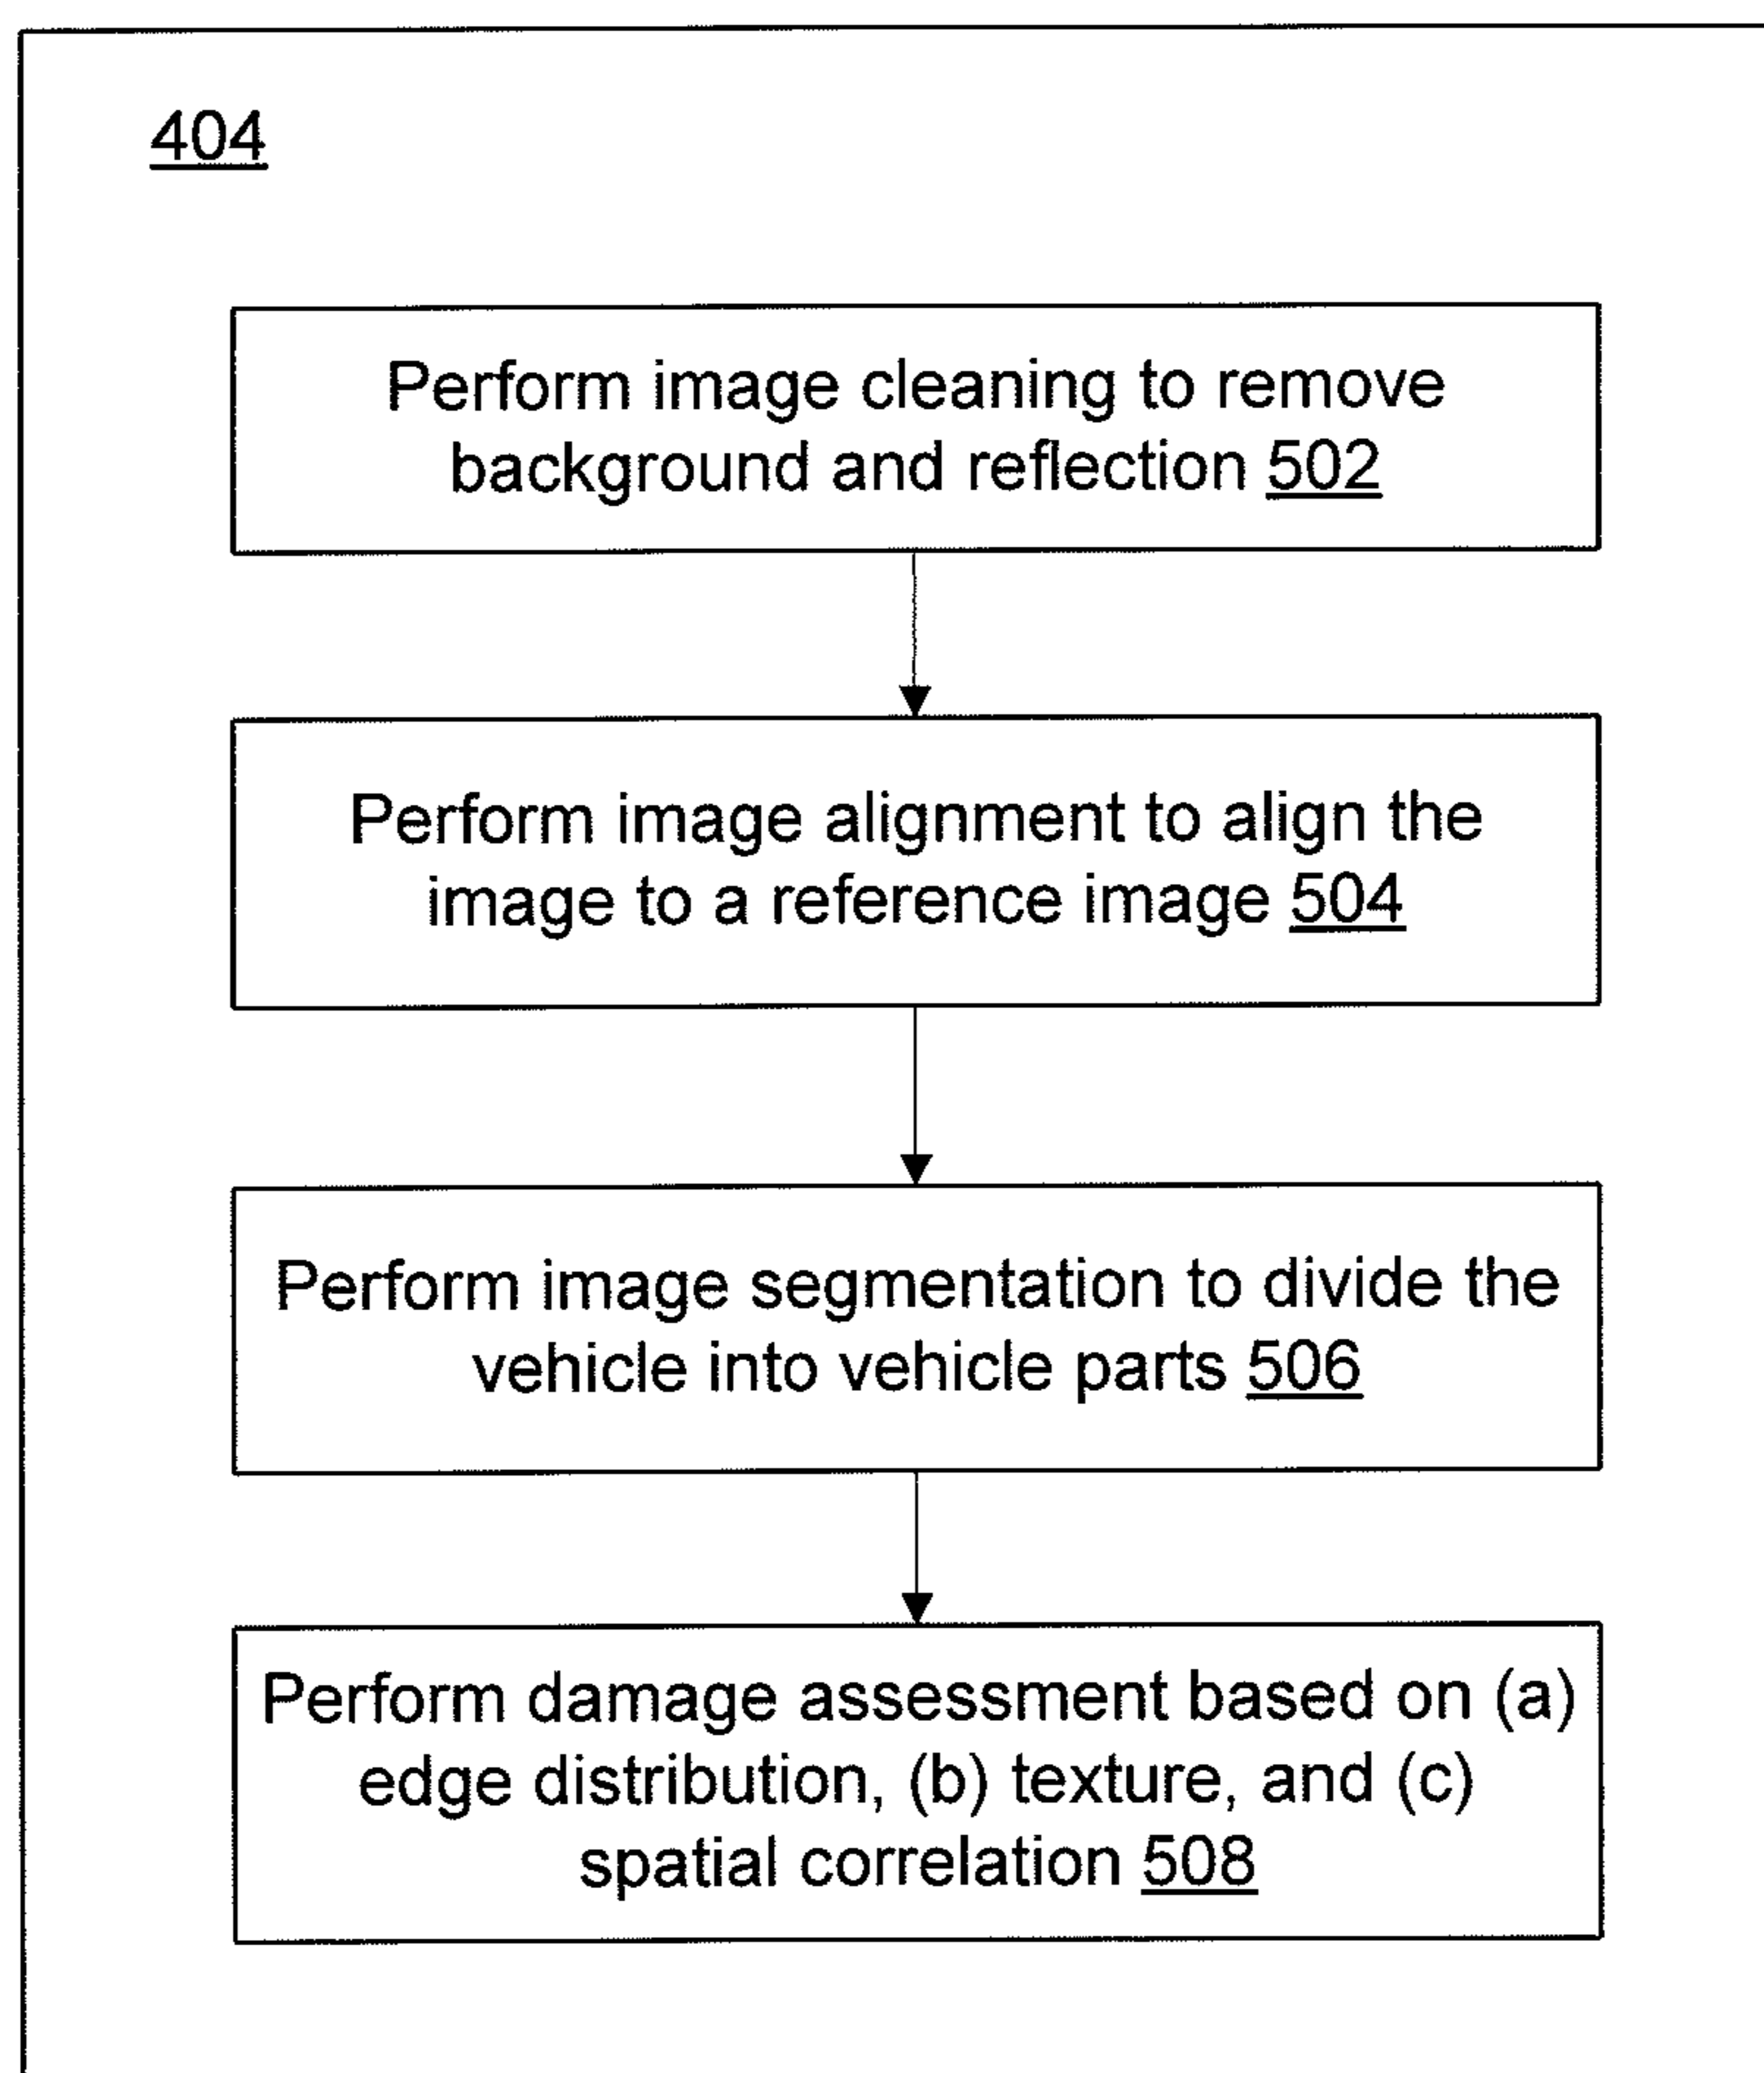 404
Perform image cleaning to remove
background and reflection 502
Perform image alignment to align the
image to a reference image 504
Perform image segmentation to divide the
vehicle into vehicle parts 506
Perform damage assessment based on (a)
edge distribution, (b) texture, and (c)
spatial correlation 508